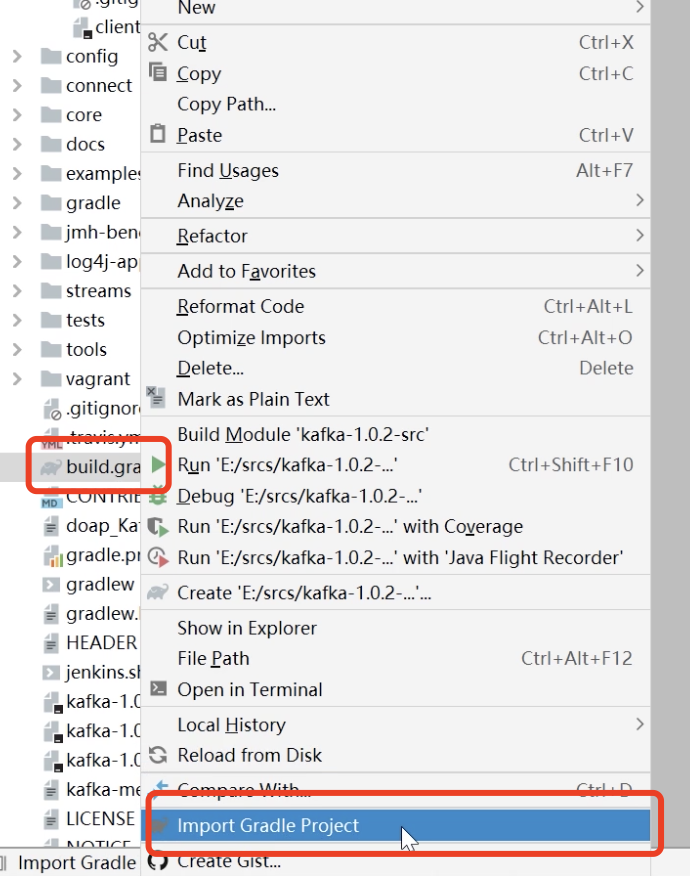 .gitig
client
config
connect
core
docs
examples
gradle
jmh-ben
log4j-ap
streams
tests
tools
vagrant
.gitignor
.travis.ym
build.gra
CONTRIB
doap_Ka
gradle.pr
gradlew
gradlew.
HEADER
jenkins.sh
kafka-1.0
kafka-1.0
kafka-1.0
kafka-me
LICENSE
NOTICE
YML
MD
New
Cut Ctrl+X
Copy Ctrl+C
Copy Path...
Paste Ctrl+V
Find Usages Alt+F7
Analyze
Refactor
Add to Favorites
Reformat Code Ctrl+Alt+L
Optimize Imports Ctrl+Alt+O
Delete... Delete
Mark as Plain Text
Build Module 'kafka-1.0.2-src'
Run 'E:/srcs/kafka-1.0.2-...' Ctrl+Shift+F10
Debug 'E:/srcs/kafka-1.0.2-...'
Run 'E:/srcs/kafka-1.0.2-...' with Coverage
Run 'E:/srcs/kafka-1.0.2-...' with 'Java Flight Recorder'
Create 'E:/srcs/kafka-1.0.2-...'...
Show in Explorer
File Path Ctrl+Alt+F12
Open in Terminal
Local History
Reload from Disk
Compare With... Ctrl+D
Import Gradle Project
Create Gist...
Import Gradle